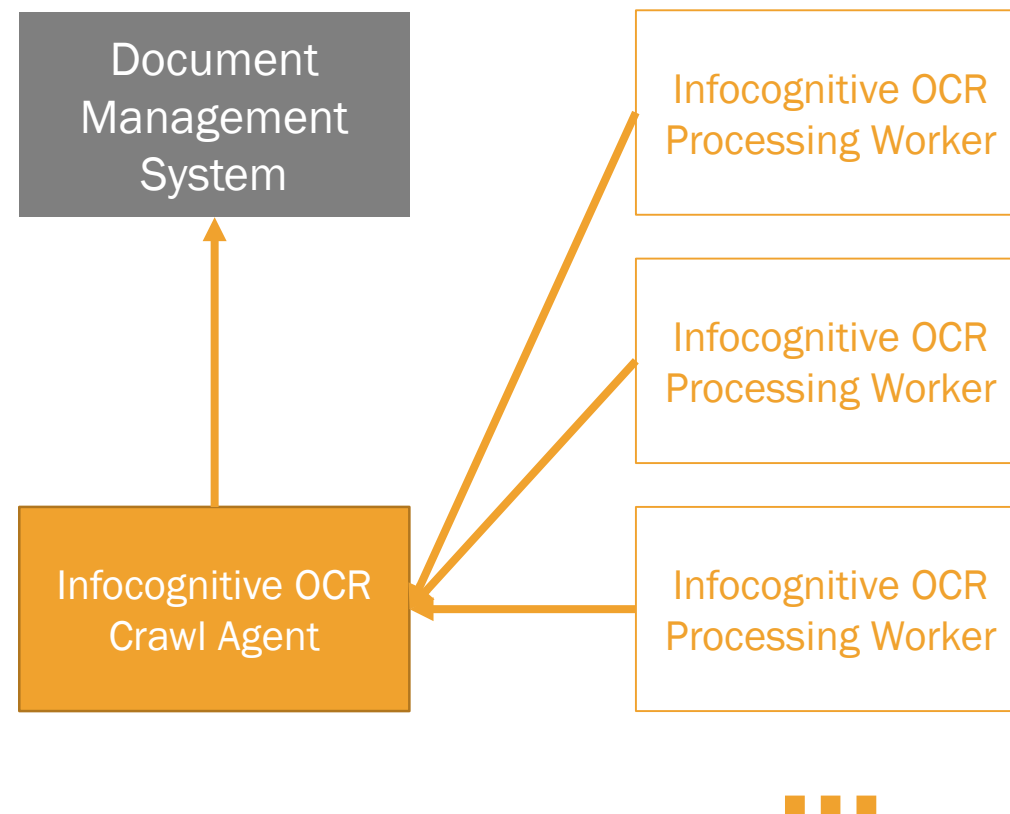 Document
Management
System
Infocognitive OCR
Processing Worker
Infocognitive OCR
Processing Worker
Infocognitive OCR
Crawl Agent
Infocognitive OCR
Processing Worker